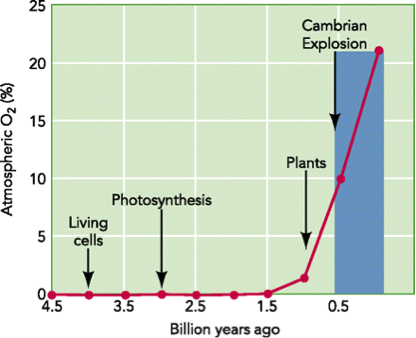 25
20
15
10
5
0
Atmospheric O₂ (%)
Cambrian
Explosion
Plants
Photosynthesis
Living
cells
4.5 3.5 2.5 1.5 0.5
Billion years ago